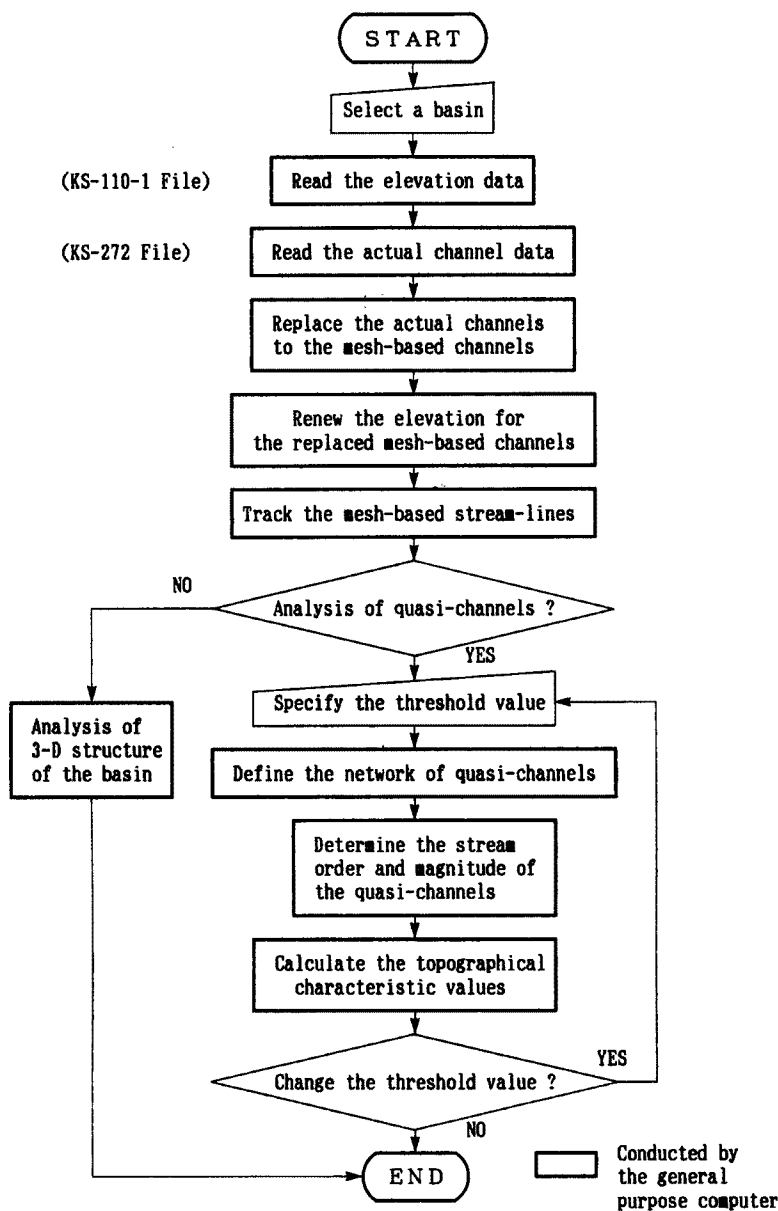 START
Select a basin
(KS-110-1 File)
Read the elevation data
(KS-272 File)
Read the actual channel data
Replace the actual channels
to the mesh-based channels
Renew the elevation for
the replaced mesh-based channels
Track the mesh-based stream-lines
NO
Analysis of quasi-channels ?
YES
Specify the threshold value
Analysis of
3-D structure
of the basin
Define the network of quasi-channels
Determine the stream
order and magnitude of
the quasi-channels
Calculate the topographical
characteristic values
YES
Change the threshold value ?
NO
END
Conducted by
the general
purpose computer